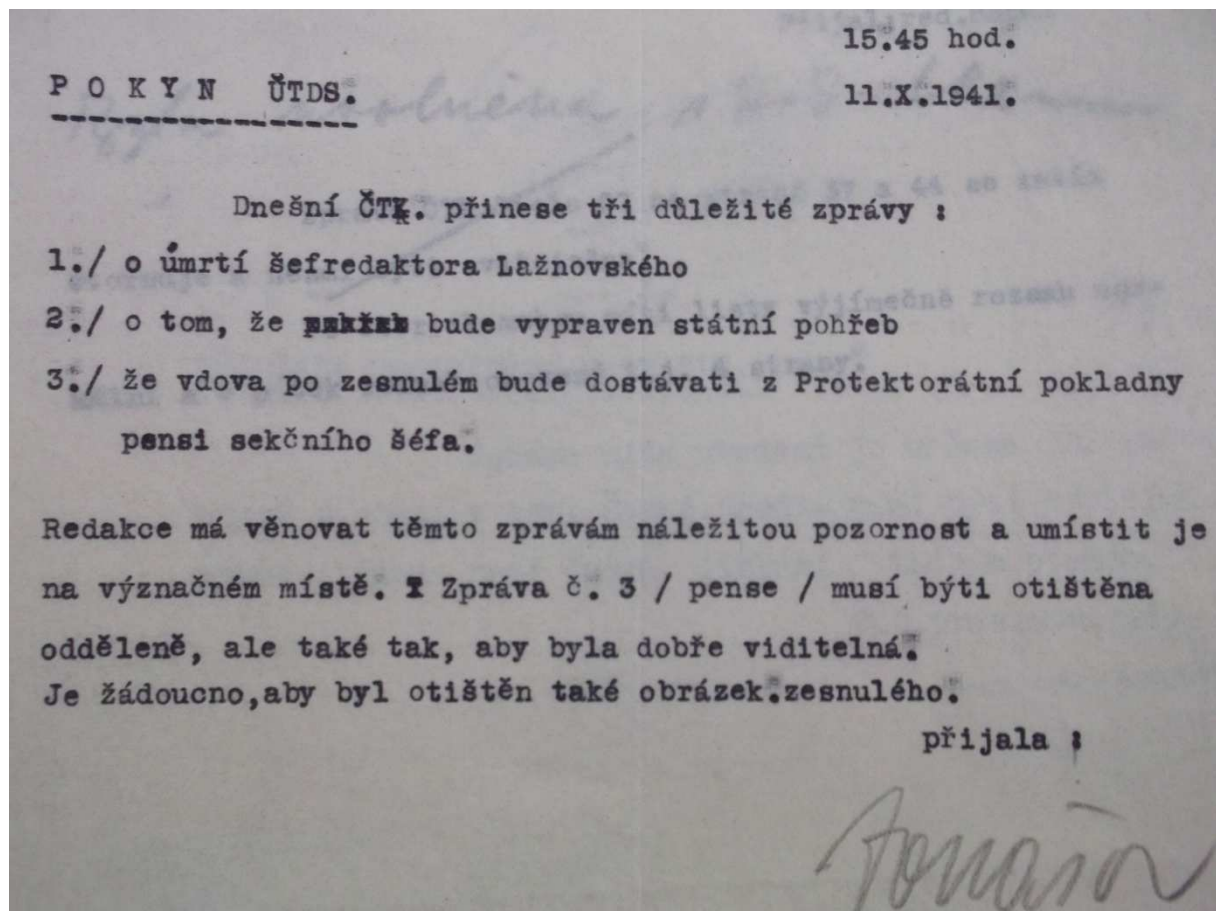 15.45 hod.
P O K Y N ÚTDS.
11.X.1941.
Dnešní ČTK. přinese tři důležité zprávy :
1./ o úmrtí šefredaktora Lažnovského
2./ o tom, že bude vypraven státní pohřeb
3./ že vdova po zesnulém bude dostávati z Protektorátní pokladny
pensi sekčního šéfa.
Redakce má věnovat těmto zprávám náležitou pozornost a umístit je
na význačném místě. Zpráva č. 3 / pense / musí býti otištěna
odděleně, ale také tak, aby byla dobře viditelná.
Je žádoucno,aby byl otištěn také obrázek.zesnulého.
přijala :